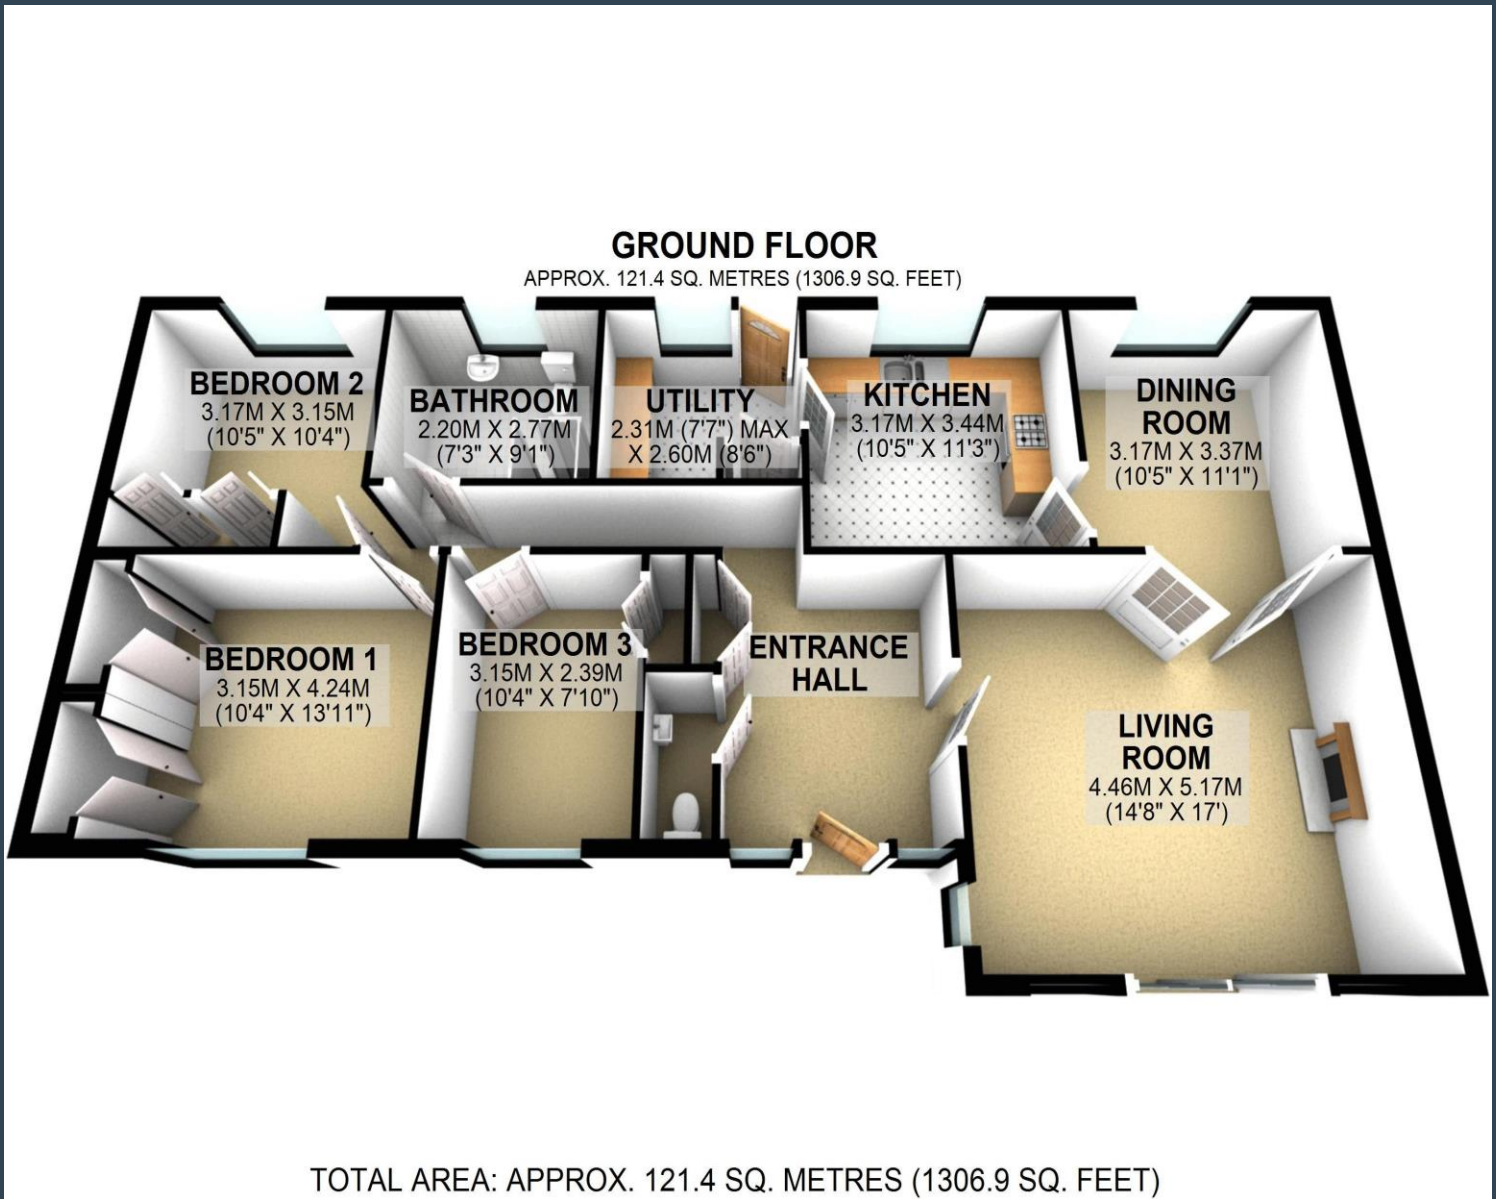 GROUND FLOOR
APPROX. 121.4 SQ. METRES (1306.9 SQ. FEET)
BEDROOM 2
3.17M X 3.15M
(10'5" X 10'4")
BATHROOM
2.20M X 2.77M
(7'3" X 9'1")
UTILITY
2.31M (7'7") MAX
X 2.60M (8'6")
KITCHEN
3.17M X 3.44M
(10'5" X 11'3")
DINING
ROOM
3.17M X 3.37M
(10'5" X 11'1")
BEDROOM 1
3.15M X 4.24M
(10'4" X 13'11")
BEDROOM 3
3.15M X 2.39M
(10'4" X 7'10")
ENTRANCE
HALL
LIVING
ROOM
4.46M X 5.17M
(14'8" X 17')
TOTAL AREA: APPROX. 121.4 SQ. METRES (1306.9 SQ. FEET)